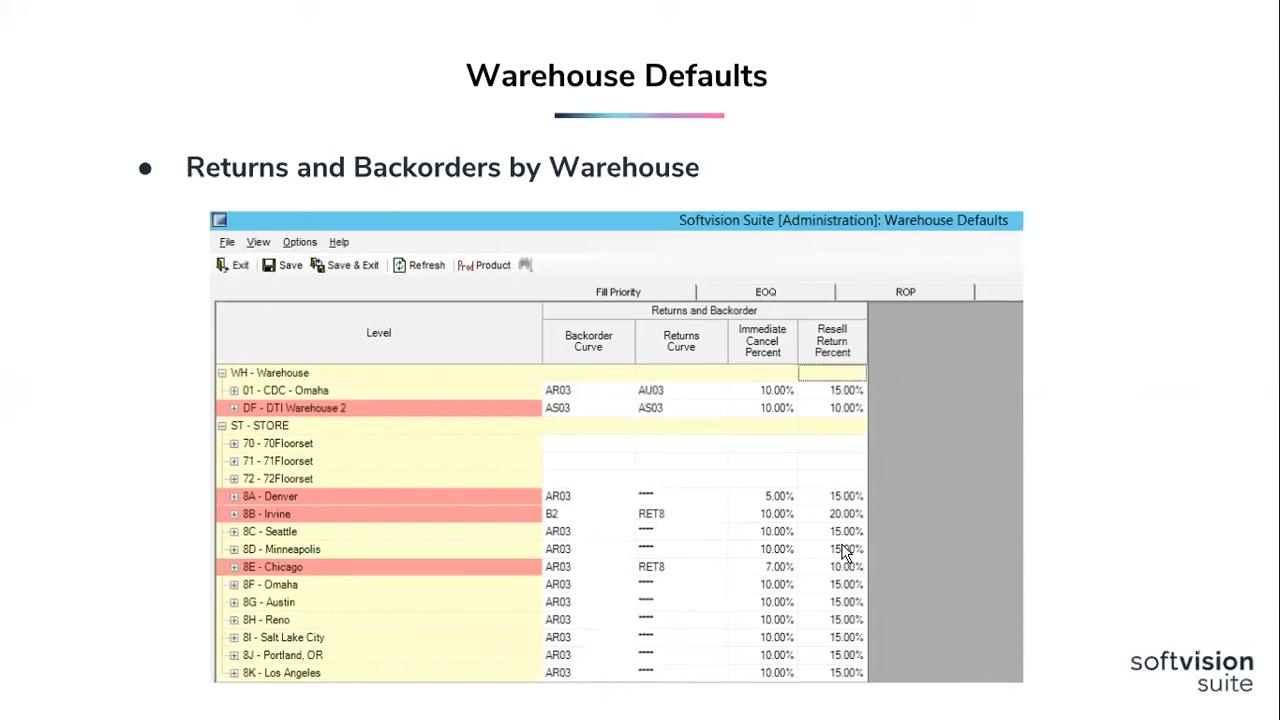 Warehouse Defaults
● Returns and Backorders by Warehouse
Softvision Suite [Administration]: Warehouse Defaults
File View Options Help
Exit Save Save & Exit Refresh Prod Product
Fill Priority EOQ ROP
Level
Returns and Backorder
Backorder Curve
Returns Curve
Immediate Cancel Percent
Resell Return Percent
WH - Warehouse
01 - CDC - Omaha AR03 AU03 10.00% 15.00%
DF - DTI Warehouse 2 AS03 AS03 10.00% 10.00%
ST - STORE
70 - 70Floorset
71 - 71Floorset
72 - 72Floorset
8A - Denver AR03 **** 5.00% 15.00%
8B - Irvine B2 RET8 10.00% 20.00%
8C - Seattle AR03 **** 10.00% 15.00%
8D - Minneapolis AR03 **** 10.00% 15.00%
8E - Chicago AR03 RET8 7.00% 10.00%
8F - Omaha AR03 **** 10.00% 15.00%
8G - Austin AR03 **** 10.00% 15.00%
8H - Reno AR03 **** 10.00% 15.00%
8I - Salt Lake City AR03 **** 10.00% 15.00%
8J - Portland, OR AR03 **** 10.00% 15.00%
8K - Los Angeles AR03 **** 10.00% 15.00%
softvision
suite